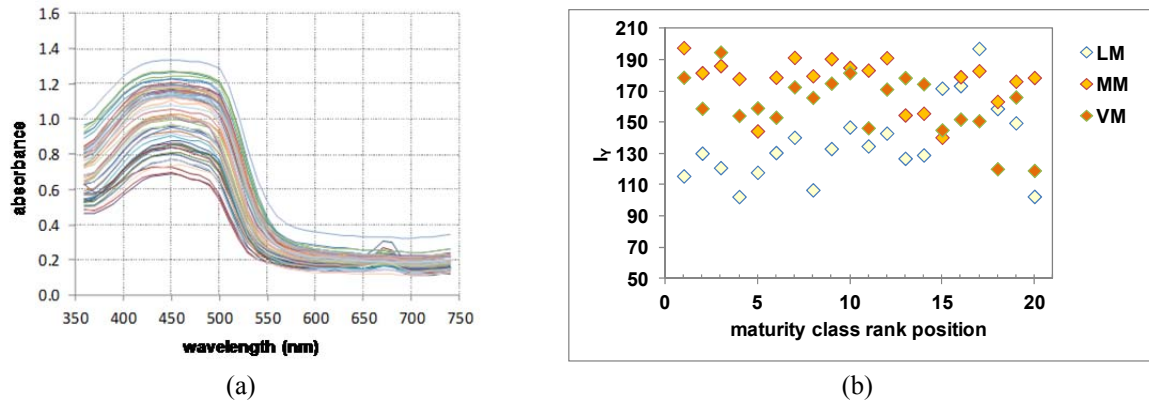 1.6
1.4
1.2
1.0
0.8
0.6
0.4
0.2
0.0
absorbance
350 400 450 500 550 600 650 700 750
wavelength (nm)
(a)
210
190
170
150
130
110
90
70
50
I_Y
0 5 10 15 20
maturity class rank position
LM
MM
VM
(b)